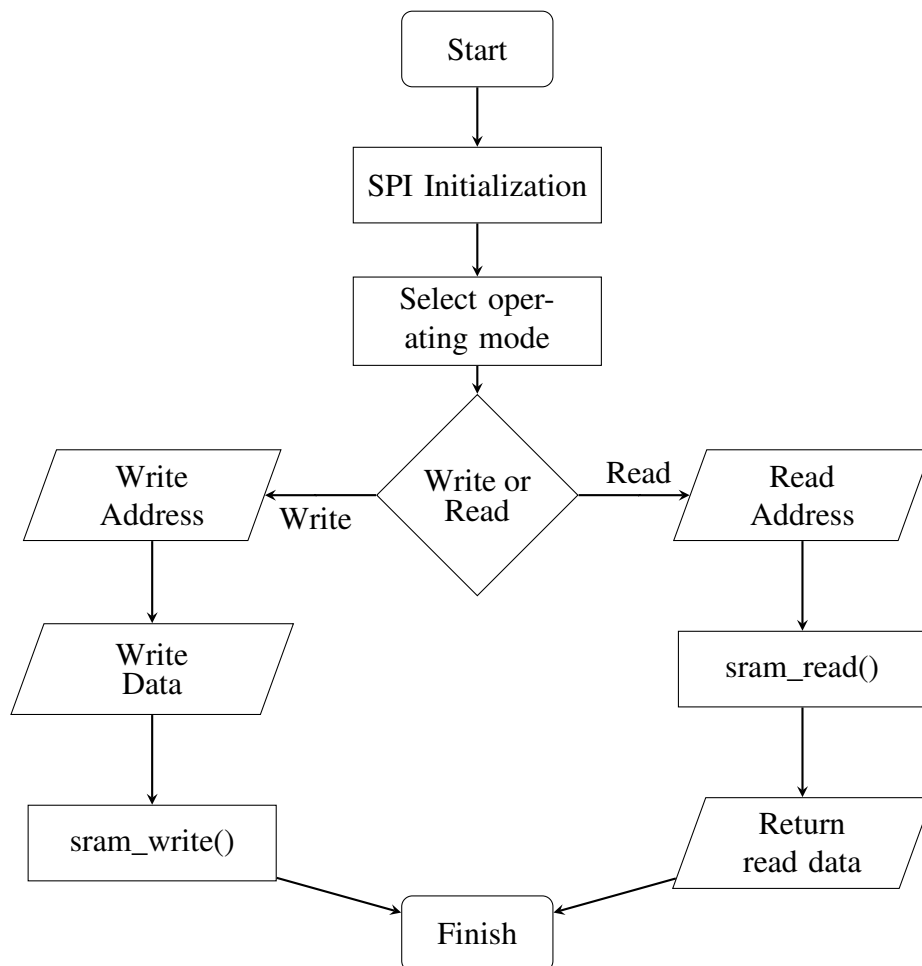 Start
SPI Initialization
Select oper-
ating mode
Write or
Read
Write
Read
Write
Address
Write
Data
sram_write()
Read
Address
sram_read()
Return
read data
Finish